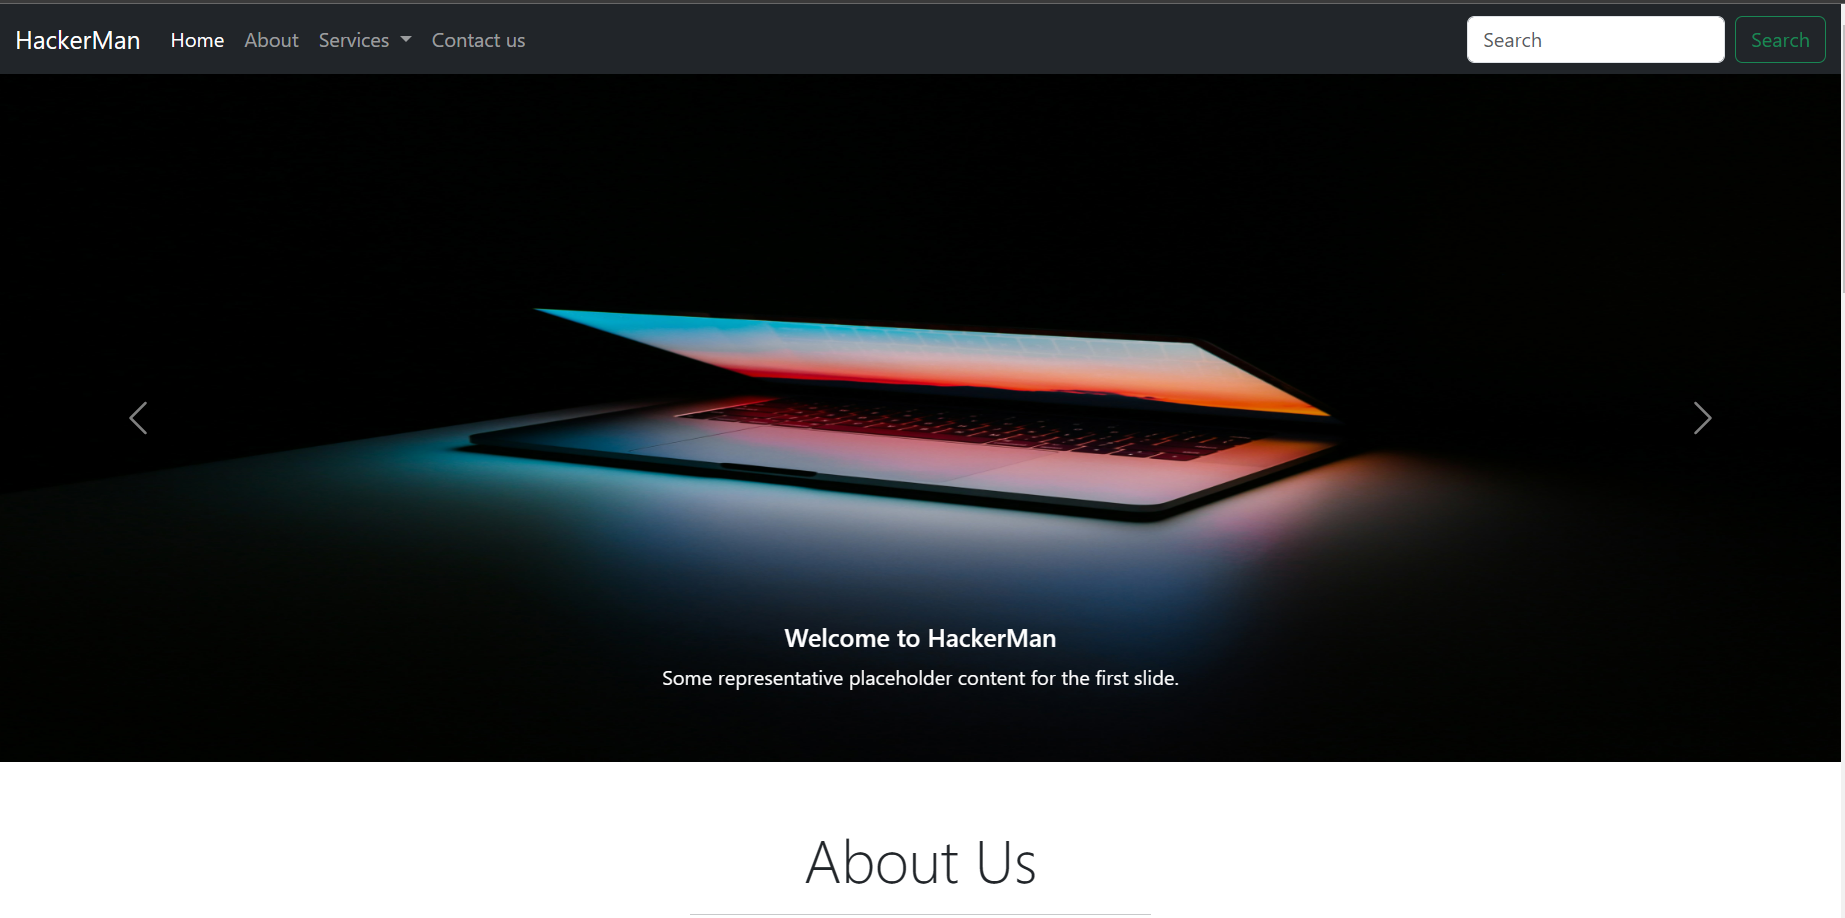 HackerMan Home About Services Contact us Search Search
Welcome to HackerMan
Some representative placeholder content for the first slide.
About Us